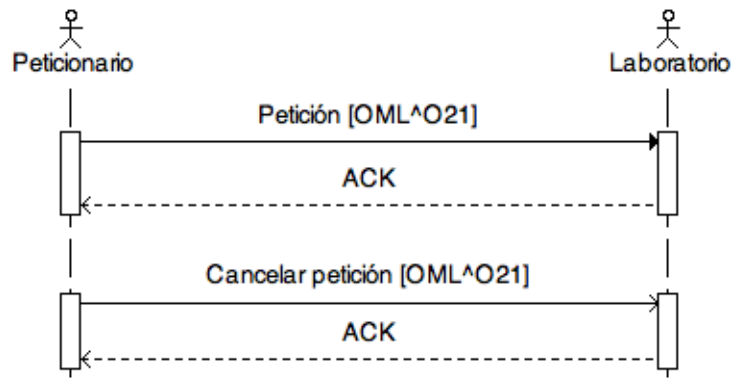 Peticionario
Laboratorio
Petición [OML^O21]
ACK
Cancelar petición [OML^O21]
ACK